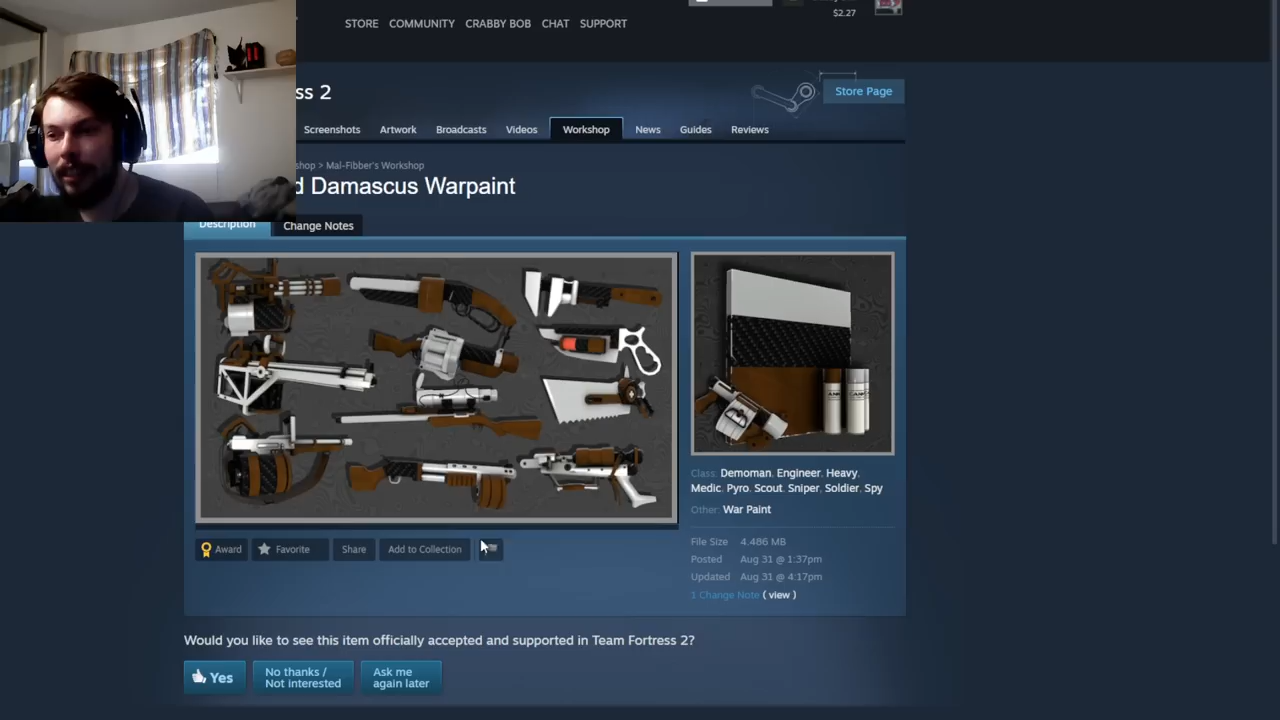 $2.27
STORE COMMUNITY CRABBY BOB CHAT SUPPORT
ss 2
Store Page
Screenshots Artwork Broadcasts Videos Workshop News Guides Reviews
shop > Mal-Fibber's Workshop
d Damascus Warpaint
Description Change Notes
Class: Demoman, Engineer, Heavy,
Medic, Pyro, Scout, Sniper, Soldier, Spy
Other: War Paint
Award Favorite Share Add to Collection
File Size 4.486 MB
Posted Aug 31 @ 1:37pm
Updated Aug 31 @ 4:17pm
1 Change Note ( view )
Would you like to see this item officially accepted and supported in Team Fortress 2?
Yes
No thanks /
Not interested
Ask me
again later